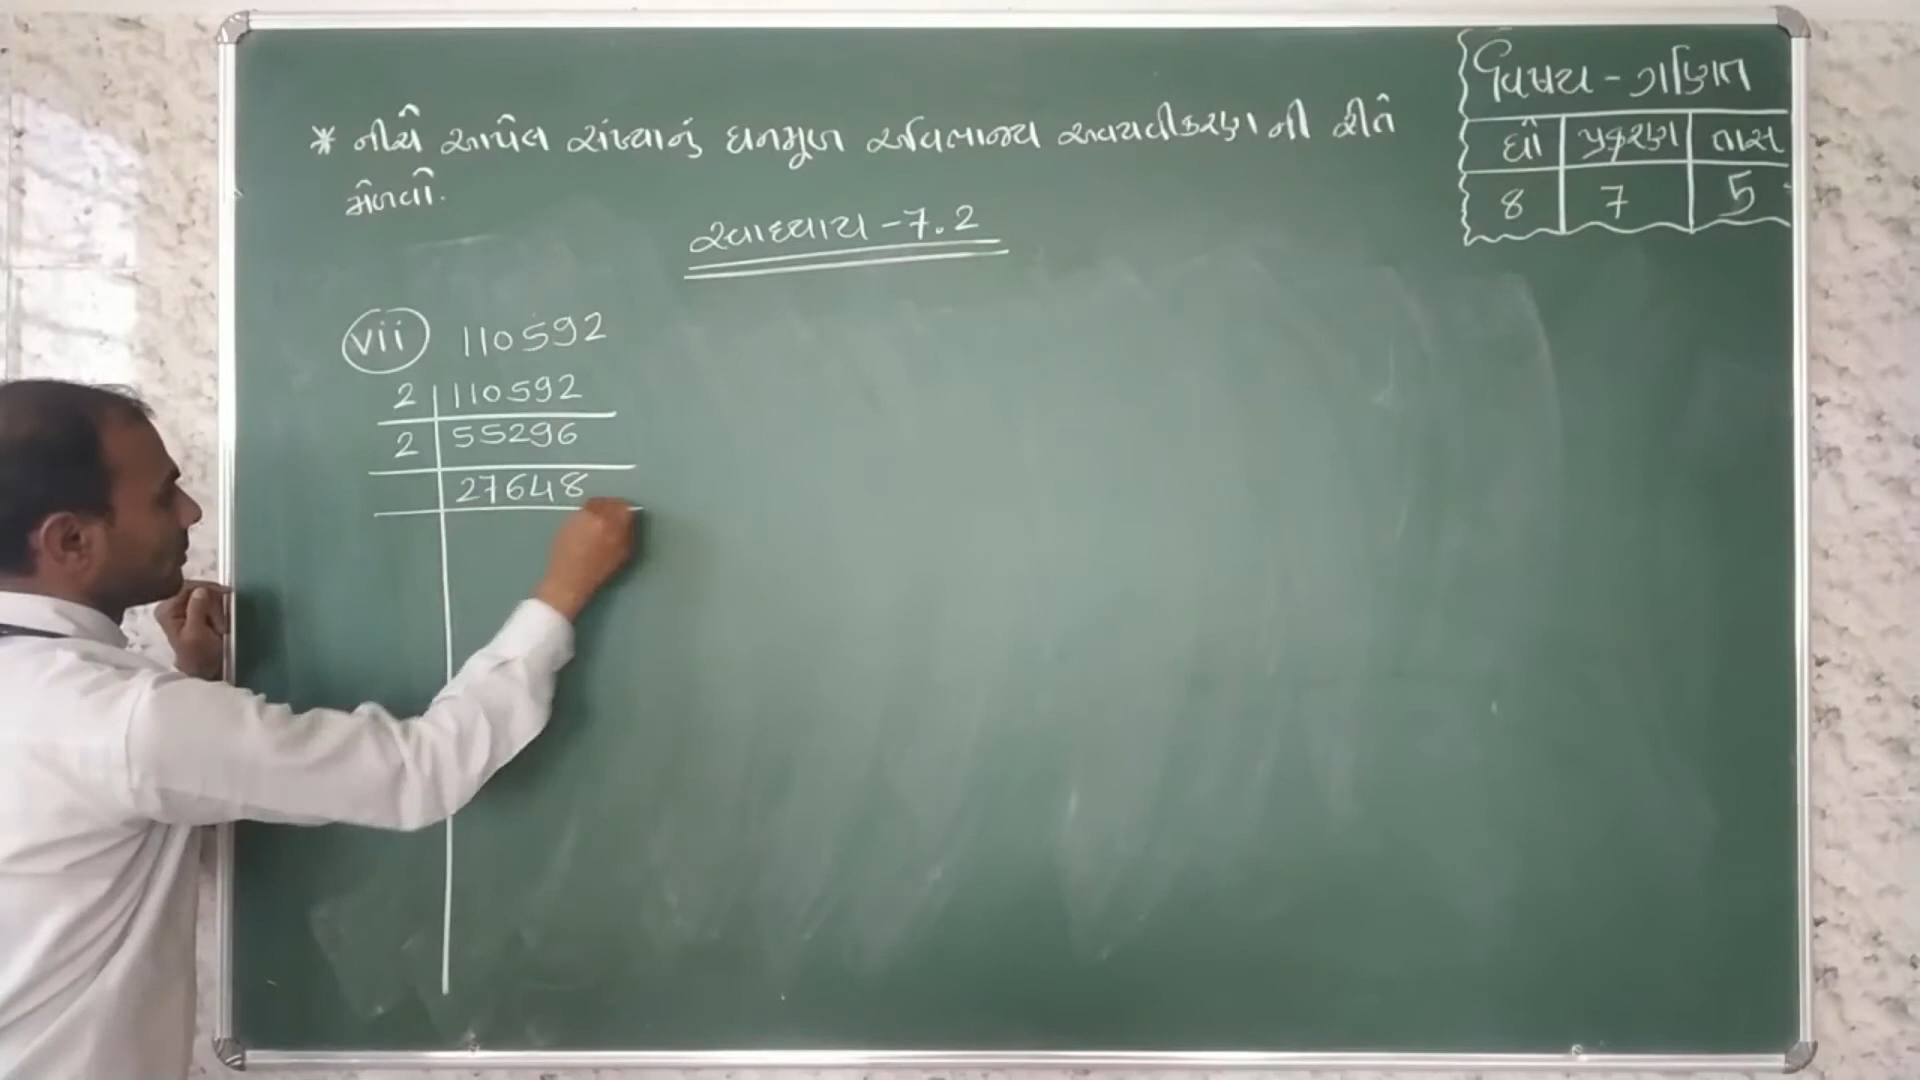 * નીચે આપેલ સંખ્યાનું ઘનમૂળ અવિભાજ્ય અવયવીકરણ ની રીતે
મેળવો.
સ્વાધ્યાય - 7.2
વિષય - ગણિત
ધો પ્રકરણ તાસ
8 7 5
vii 110592
2 110592
2 55296
27648